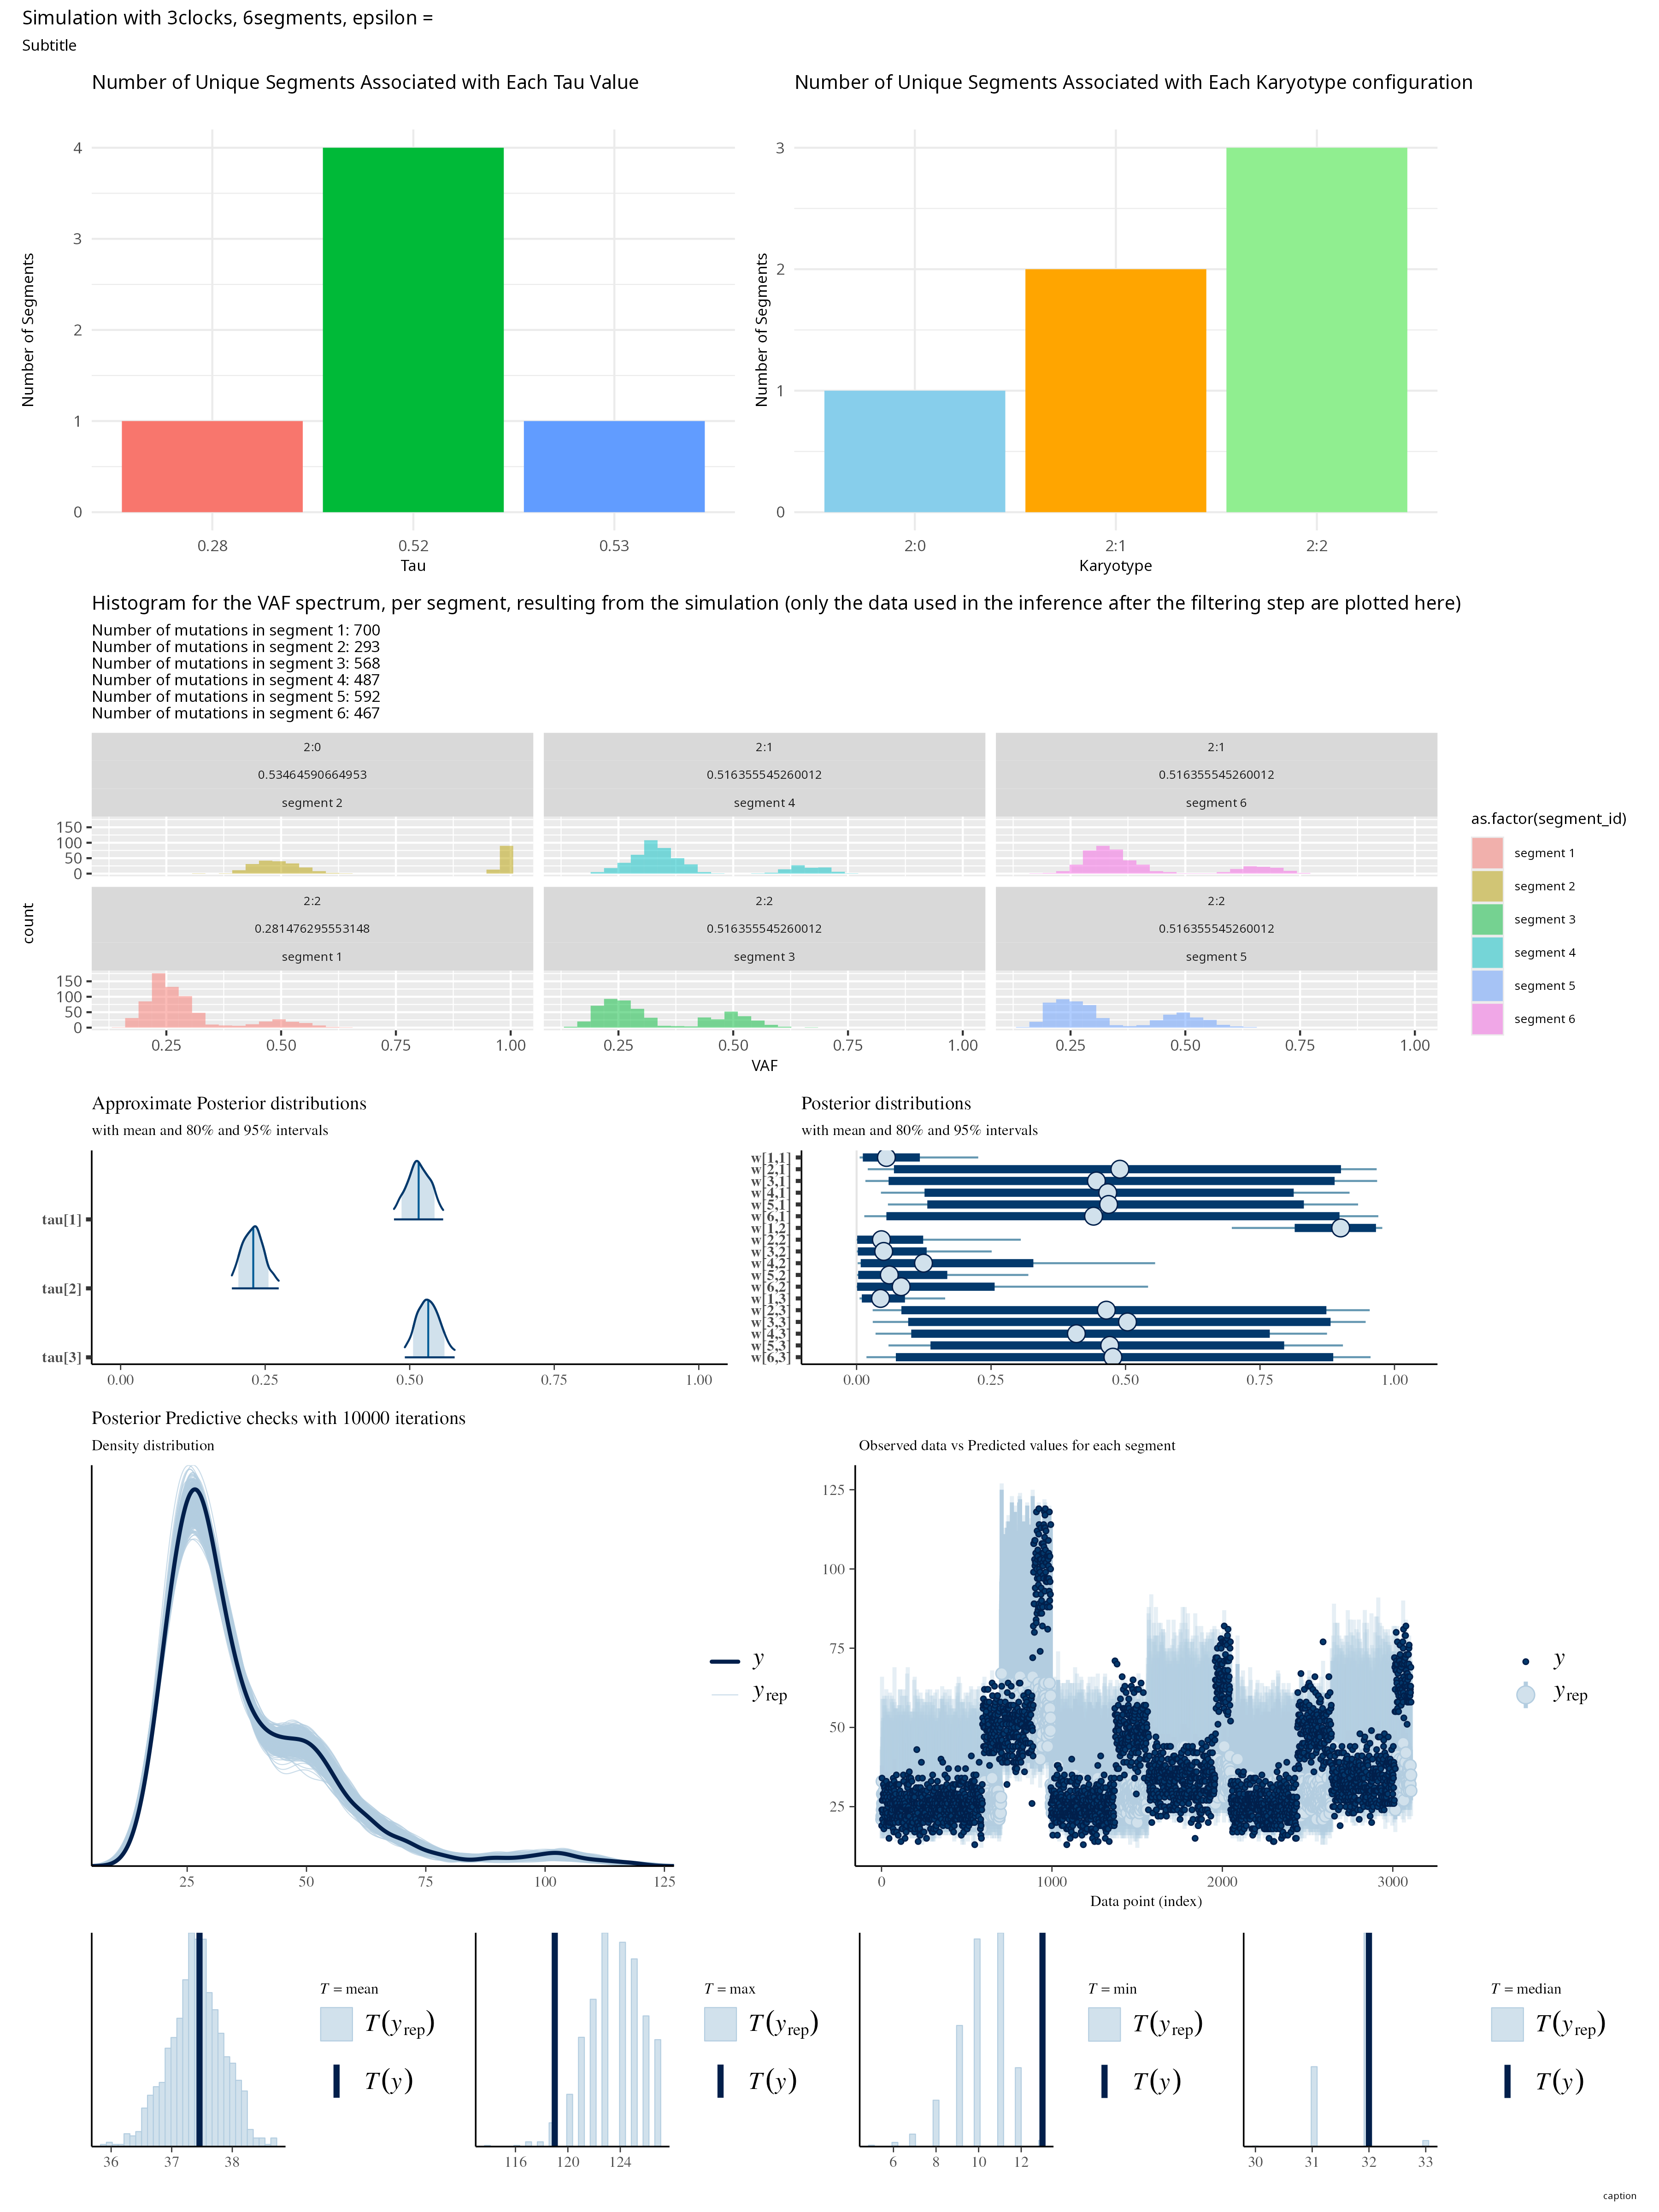 Simulation with 3clocks, 6segments, epsilon =
Subtitle
Number of Unique Segments Associated with Each Tau Value
Number of Segments
4
3
2
1
0
0.28 0.52 0.53
Tau
Number of Unique Segments Associated with Each Karyotype configuration
Number of Segments
3
2
1
0
2:0 2:1 2:2
Karyotype
Histogram for the VAF spectrum, per segment, resulting from the simulation (only the data used in the inference after the filtering step are plotted here)
Number of mutations in segment 1: 700
Number of mutations in segment 2: 293
Number of mutations in segment 3: 568
Number of mutations in segment 4: 487
Number of mutations in segment 5: 592
Number of mutations in segment 6: 467
2:0 2:1 2:1
0.53464590664953 0.516355545260012 0.516355545260012
segment 2 segment 4 segment 6
150
100
50
0
2:2 2:2 2:2
0.281476295553148 0.516355545260012 0.516355545260012
segment 1 segment 3 segment 5
150
100
50
0
0.25 0.50 0.75 1.00 0.25 0.50 0.75 1.00 0.25 0.50 0.75 1.00
VAF
count
as.factor(segment_id)
segment 1
segment 2
segment 3
segment 4
segment 5
segment 6
Approximate Posterior distributions
with mean and 80% and 95% intervals
tau[1]
tau[2]
tau[3]
0.00 0.25 0.50 0.75 1.00
Posterior distributions
with mean and 80% and 95% intervals
w[1,1]
w[2,1]
w[3,1]
w[4,1]
w[5,1]
w[6,1]
w[1,2]
w[2,2]
w[3,2]
w[4,2]
w[5,2]
w[6,2]
w[1,3]
w[2,3]
w[3,3]
w[4,3]
w[5,3]
w[6,3]
0.00 0.25 0.50 0.75 1.00
Posterior Predictive checks with 10000 iterations
Density distribution
25 50 75 100 125
y
yrep
Observed data vs Predicted values for each segment
125
100
75
50
25
0 1000 2000 3000
Data point (index)
y
yrep
36 37 38
T = mean
T(yrep)
T(y)
116 120 124
T = max
T(yrep)
T(y)
6 8 10 12
T = min
T(yrep)
T(y)
30 31 32 33
T = median
T(yrep)
T(y)
caption